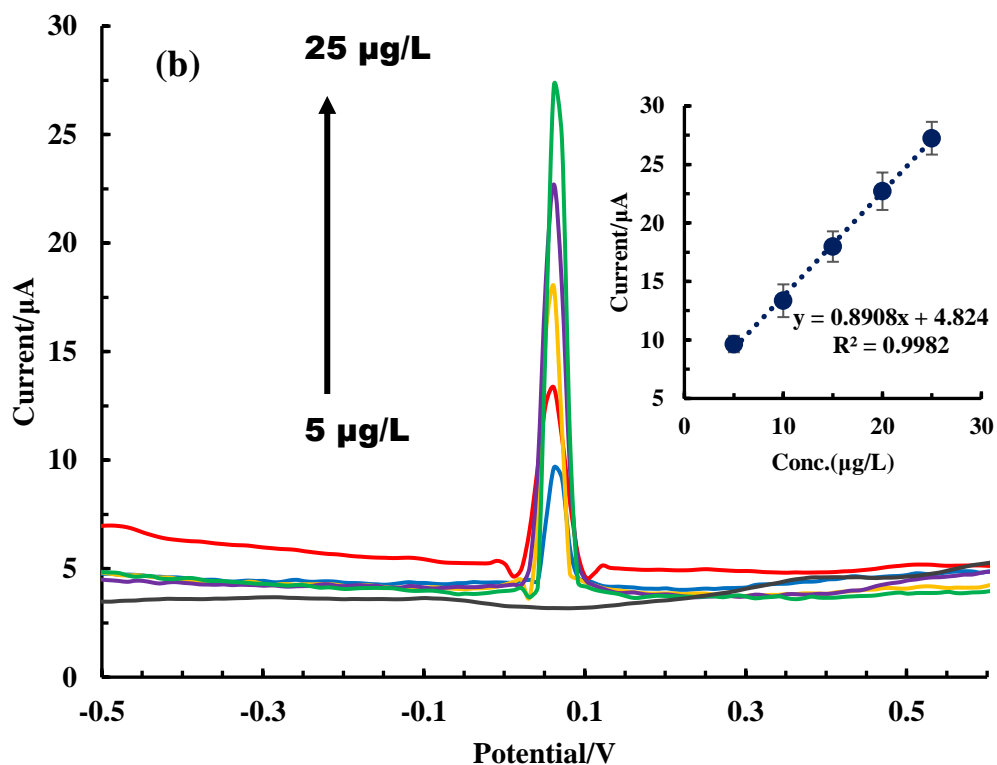 (b)
25 µg/L
5 µg/L
Current/µA
30
25
20
15
10
5
0
-0.5
-0.3
-0.1
0.1
0.3
0.5
Potential/V
Current/µA
30
25
20
15
10
5
0
10
20
30
Conc.(µg/L)
y = 0.8908x + 4.824
R² = 0.9982